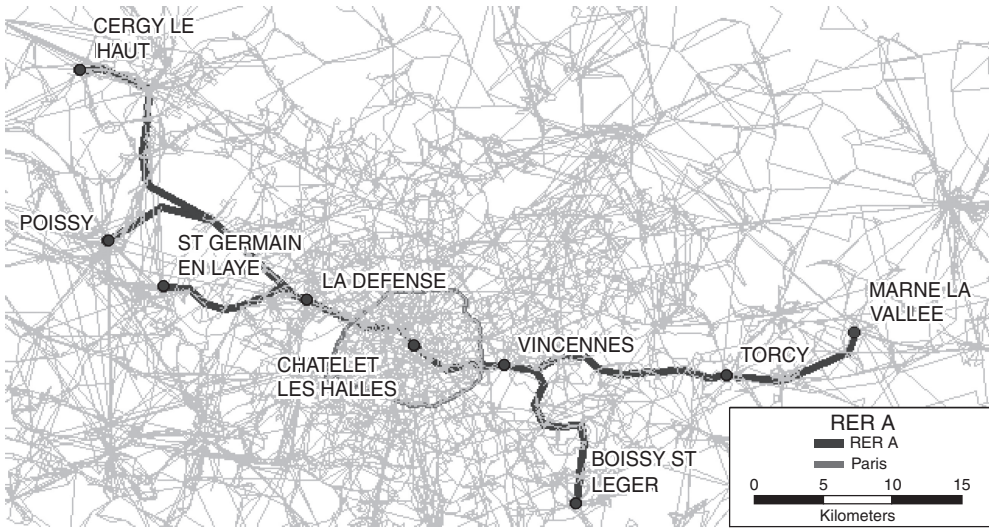 CERGY LE
HAUT
POISSY
ST GERMAIN
EN LAYE
LA DEFENSE
MARNE LA
VALLEE
CHATELET
LES HALLES
VINCENNES
TORCY
BOISSY ST
LEGER
RER A
RER A
Paris
0 5 10 15
Kilometers